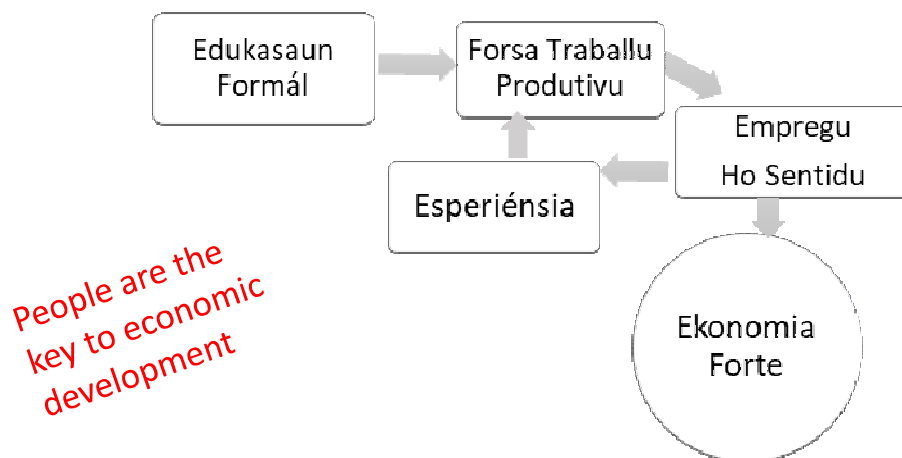 Edukasaun
Formál
Forsa Traballu
Produtivu
Empregu
Ho Sentidu
Esperiénsia
Ekonomia
Forte
People are the
key to economic
development